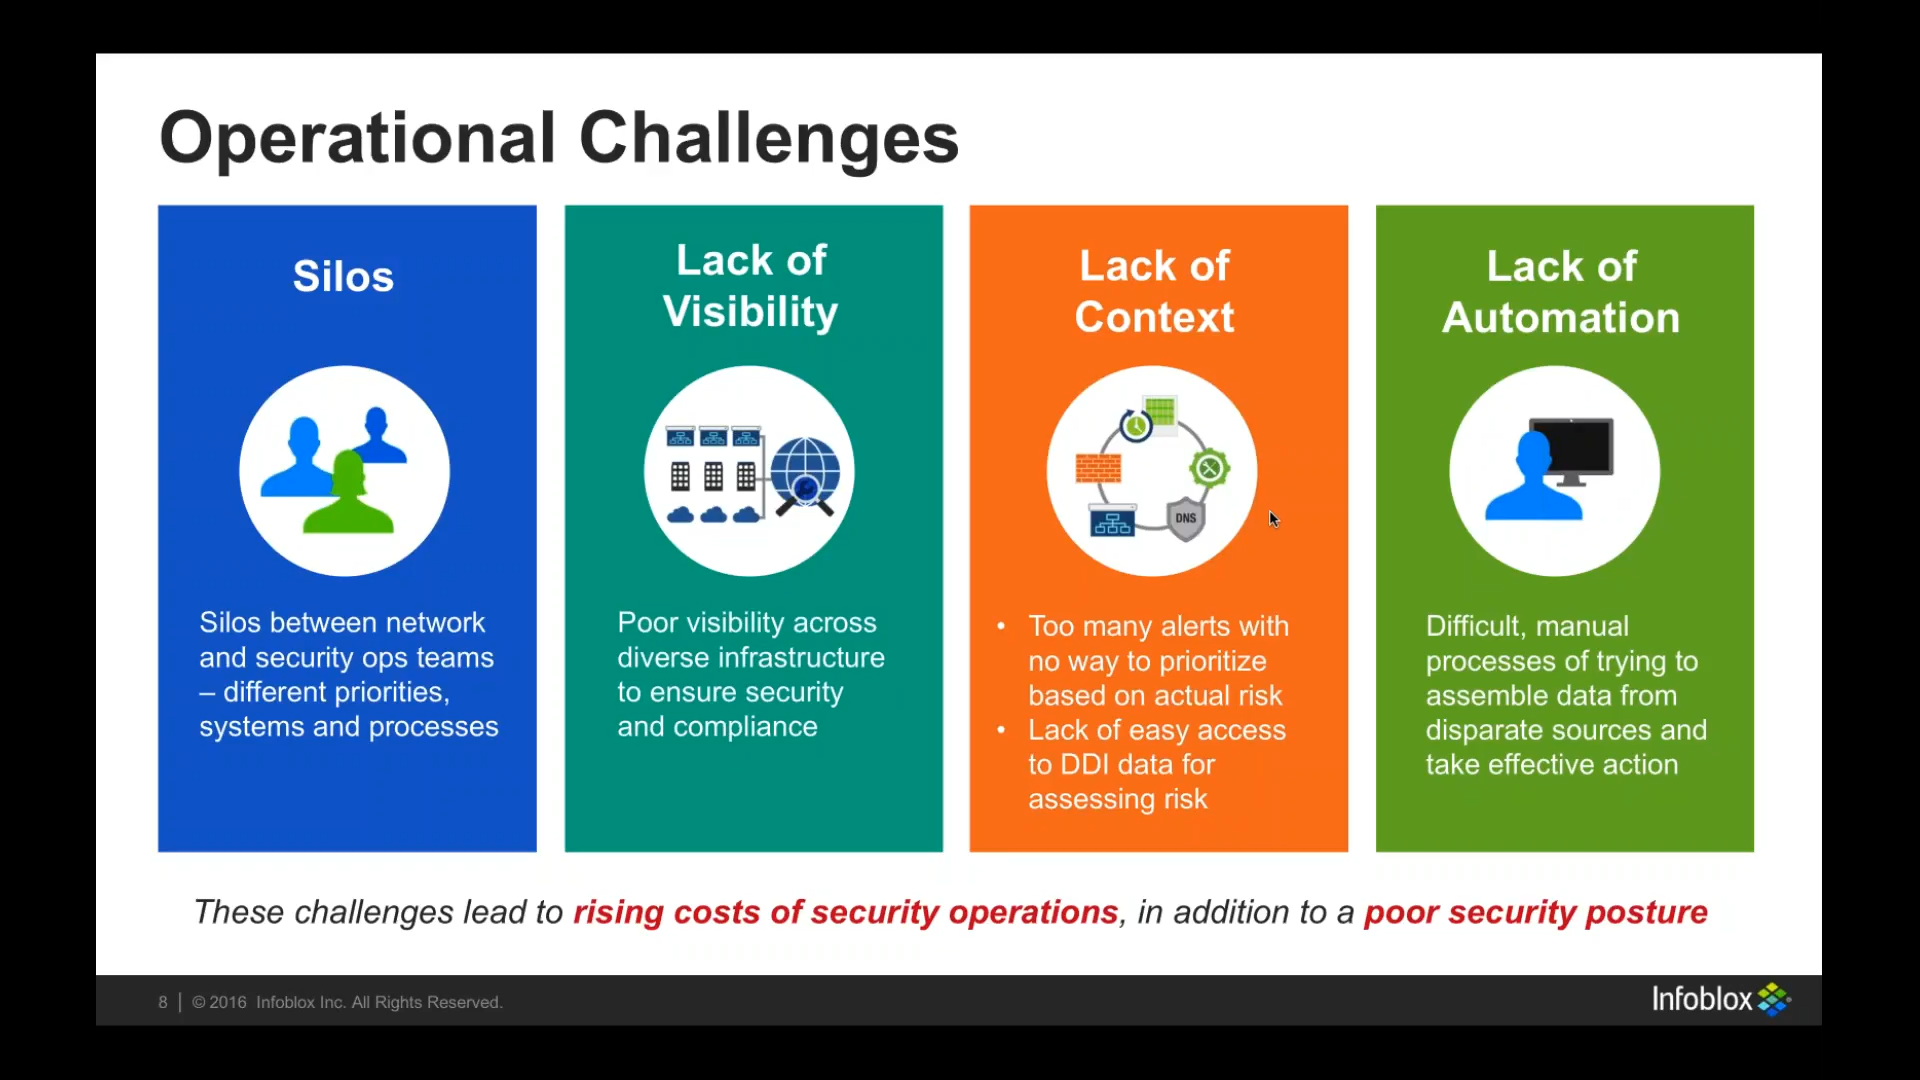 Operational Challenges
Silos
Silos between network
and security ops teams
– different priorities,
systems and processes
Lack of
Visibility
Poor visibility across
diverse infrastructure
to ensure security
and compliance
Lack of
Context
DNS
• Too many alerts with
no way to prioritize
based on actual risk
• Lack of easy access
to DDI data for
assessing risk
Lack of
Automation
Difficult, manual
processes of trying to
assemble data from
disparate sources and
take effective action
These challenges lead to rising costs of security operations, in addition to a poor security posture
8 | © 2016 Infoblox Inc. All Rights Reserved.
Infoblox